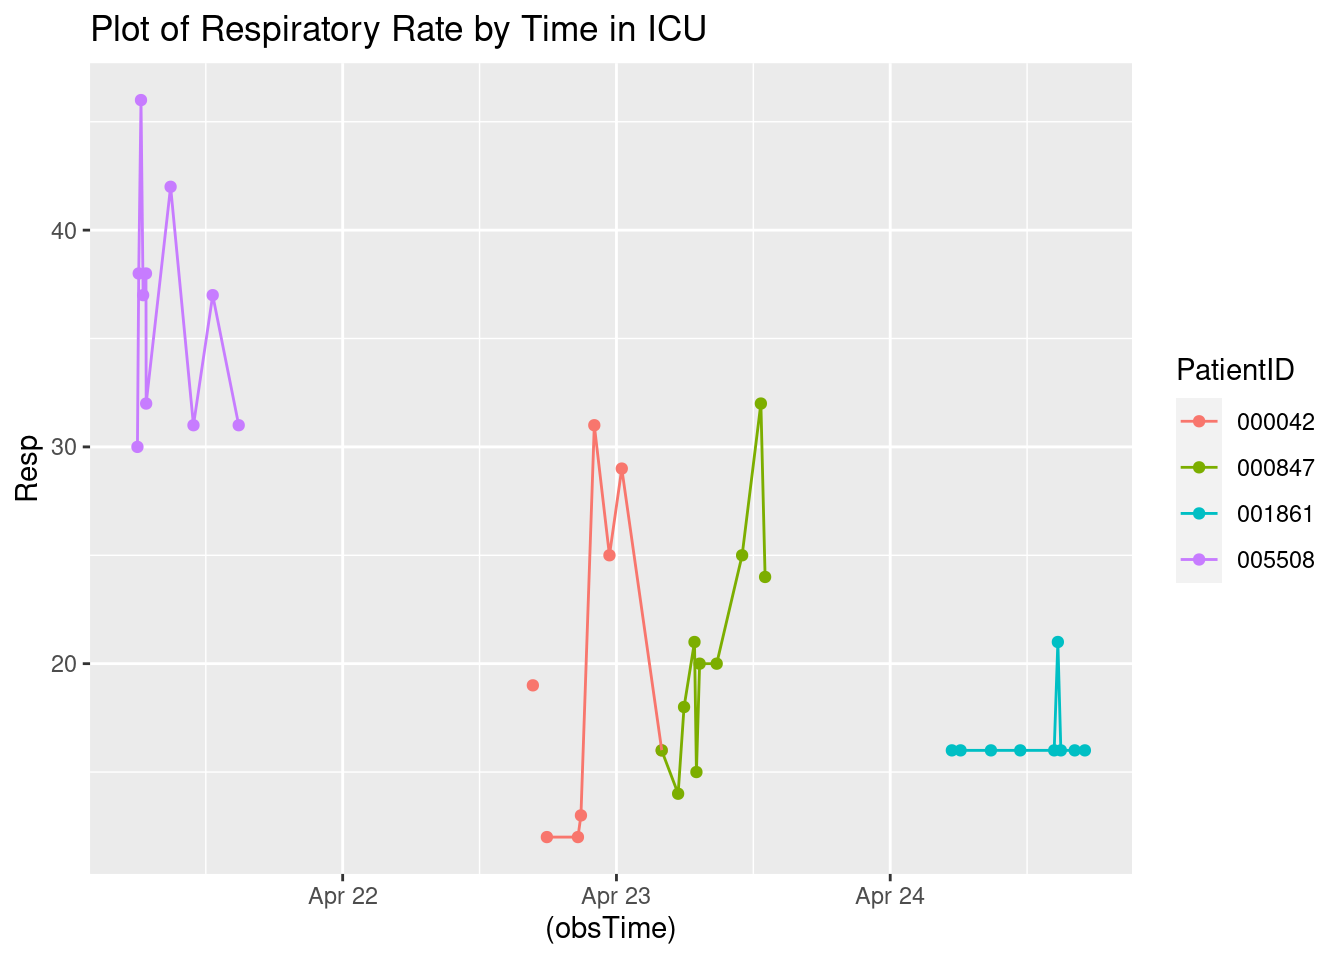 Plot of Respiratory Rate by Time in ICU
40
30
20
Resp
Apr 22
Apr 23
Apr 24
(obsTime)
PatientID
000042
000847
001861
005508